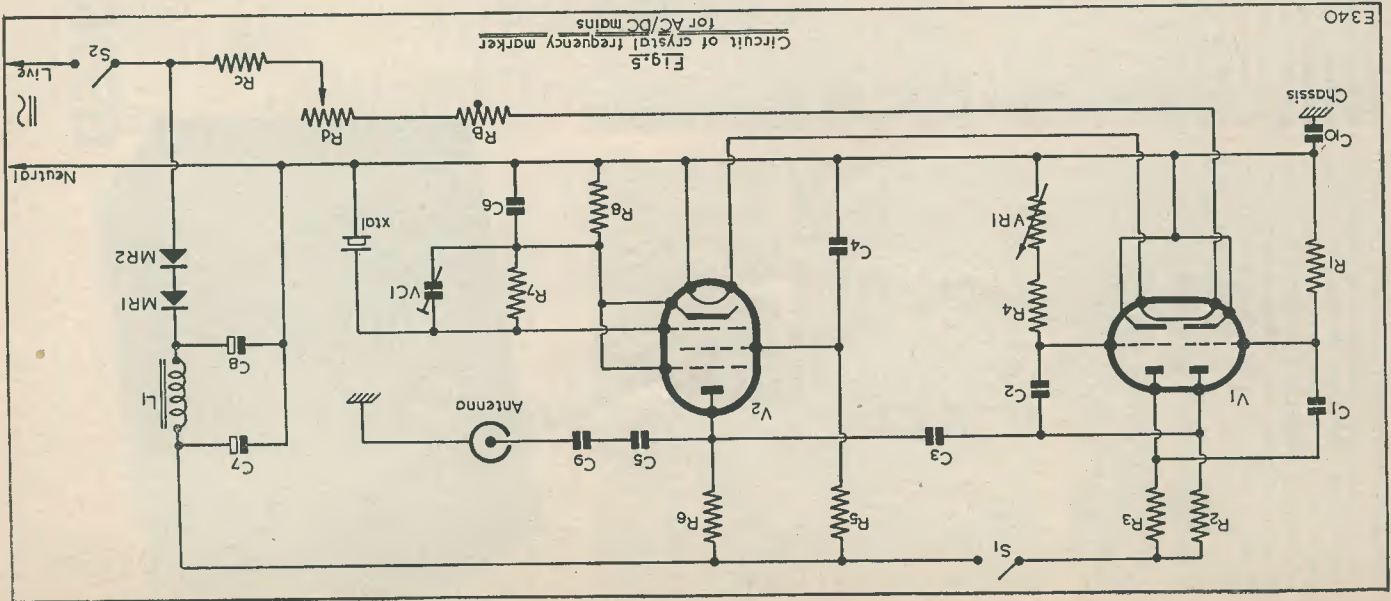 S1
R6
R5
R3
R2
C7
C9
C5
C3
V2
V1
C1
Antenna
C2
C8
L1
MR1
VC1
R7
R4
R1
MR2
xtal
C6
R8
C4
VR1
Neutral
C10
Chassis
Rd
RB
Rc
Live
S2
Fig.5
Circuit of crystal frequency marker
for AC/DC mains
E340